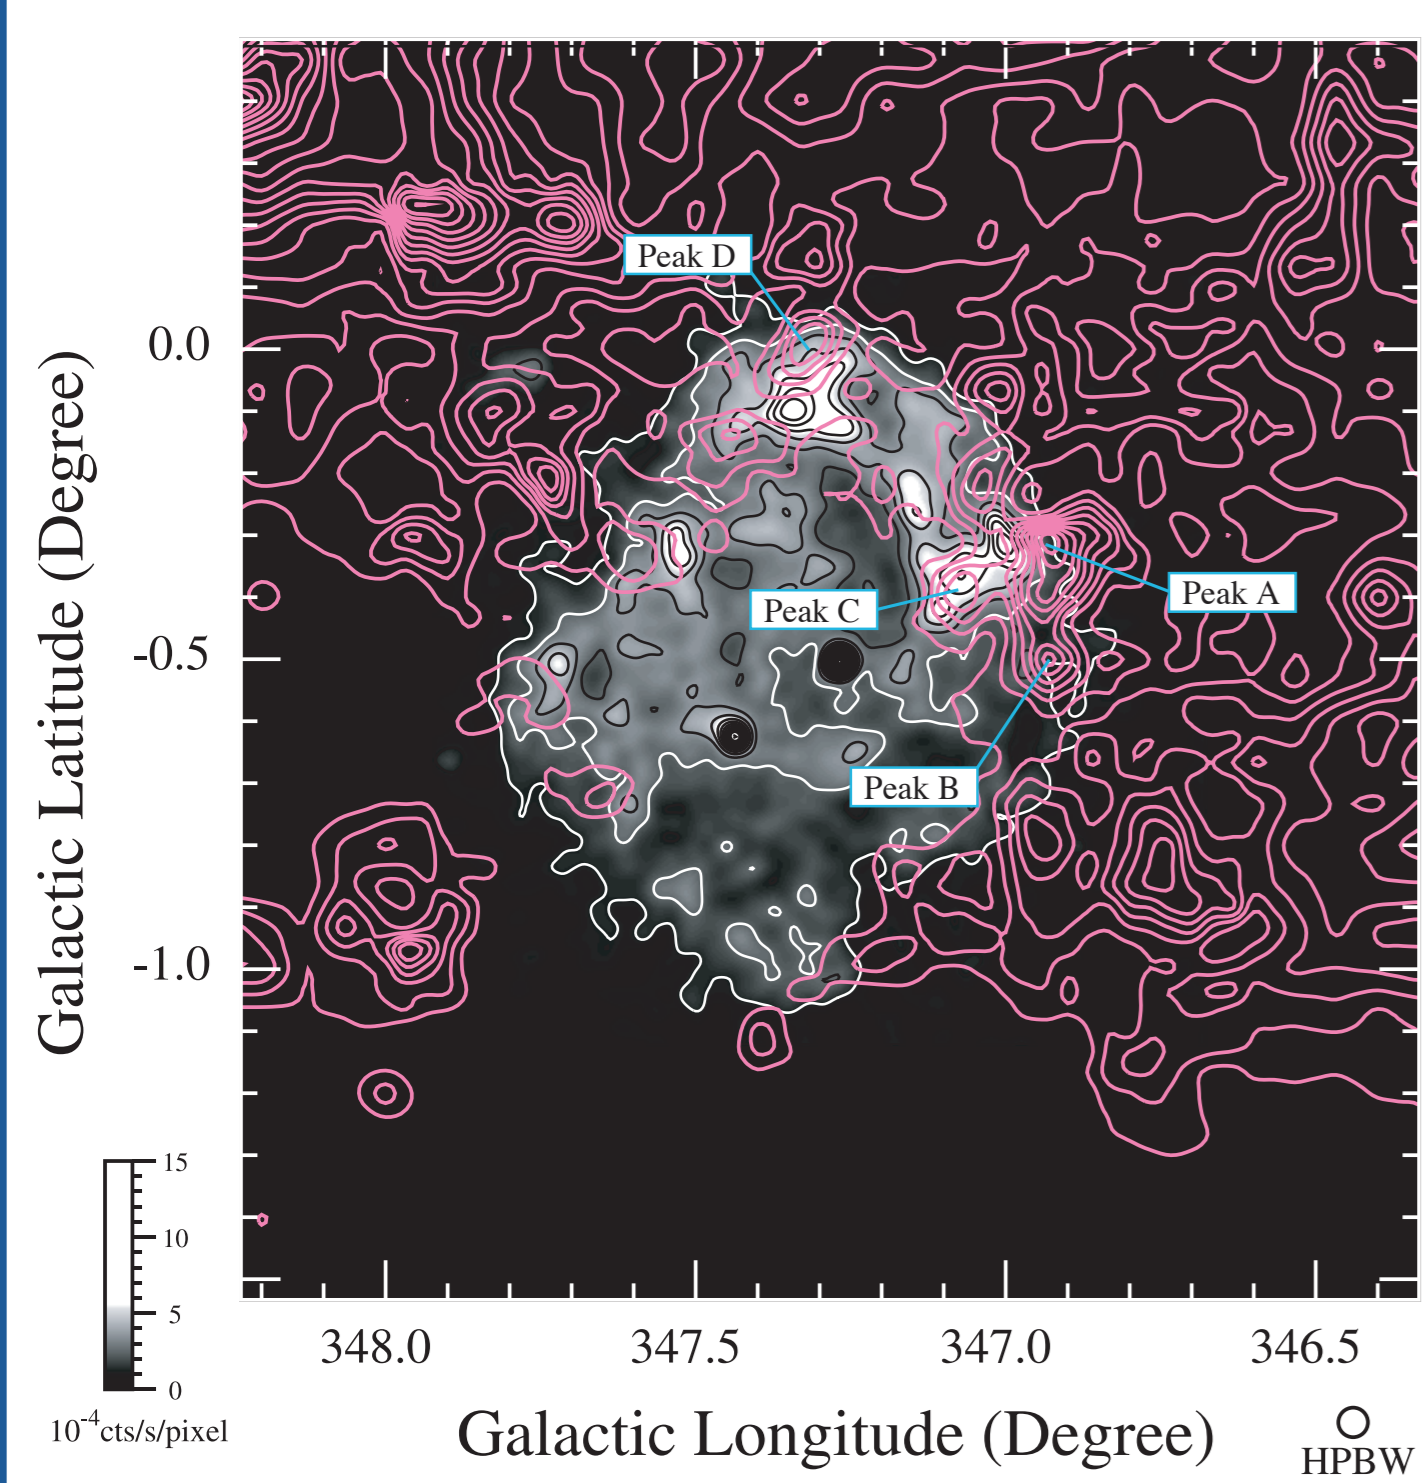 Peak D
0.0
Peak A
Peak C
-0.5
Peak B
-1.0
Galactic Latitude (Degree)
15
10
5
0
10-4cts/s/pixel
348.0 347.5 347.0 346.5
Galactic Longitude (Degree)
HPBW